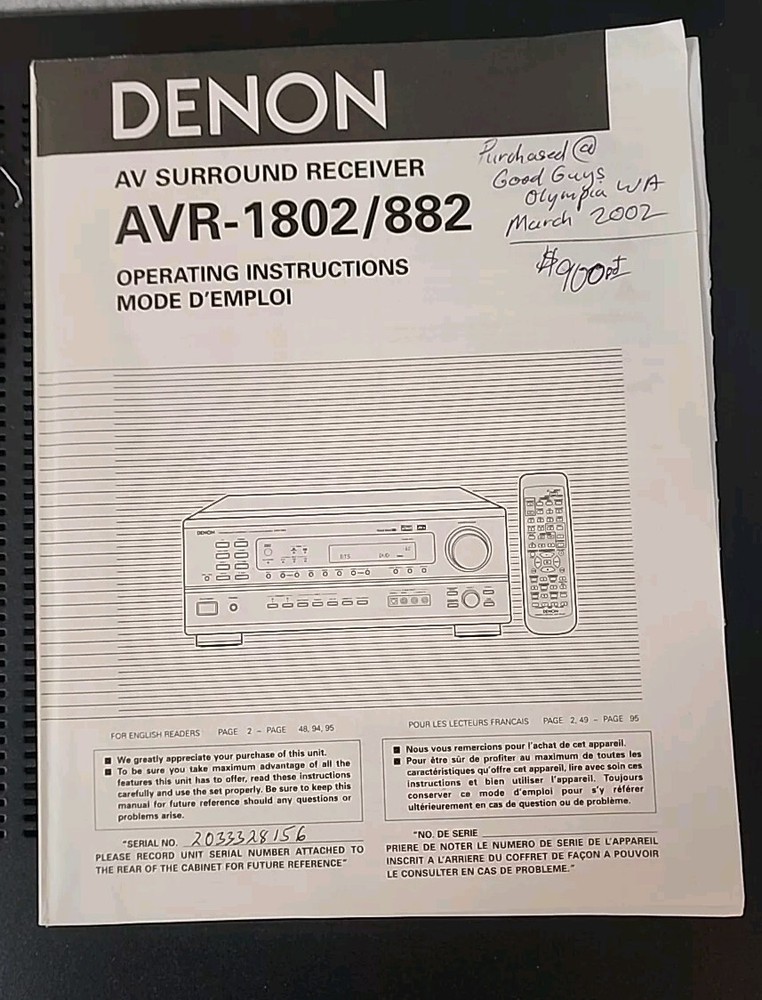 DENON
AV SURROUND RECEIVER
AVR-1802/882
OPERATING INSTRUCTIONS
MODE D'EMPLOI
Purchased @
Good Guys
Olympia WA
March 2002
DENON
DENON
FOR ENGLISH READERS PAGE 2 – PAGE 48, 94, 95
■ We greatly appreciate your purchase of this unit.
■ To be sure you take maximum advantage of all the
features this unit has to offer, read these instructions
carefully and use the set properly. Be sure to keep this
manual for future reference should any questions or
problems arise.
"SERIAL NO. 2033328156
PLEASE RECORD UNIT SERIAL NUMBER ATTACHED TO
THE REAR OF THE CABINET FOR FUTURE REFERENCE"
POUR LES LECTEURS FRANCAIS PAGE 2, 49 – PAGE 95
■ Nous vous remercions pour l'achat de cet appareil.
■ Pour être sûr de profiter au maximum de toutes les
caractéristiques qu'offre cet appareil, lire avec soin ces
instructions et bien utiliser l'appareil. Toujours
conserver ce mode d'emploi pour s'y référer
ultérieurement en cas de question ou de problème.
"NO. DE SERIE
PRIERE DE NOTER LE NUMERO DE SERIE DE L'APPAREIL
INSCRIT A L'ARRIERE DU COFFRET DE FAÇON A POUVOIR
LE CONSULTER EN CAS DE PROBLEME."